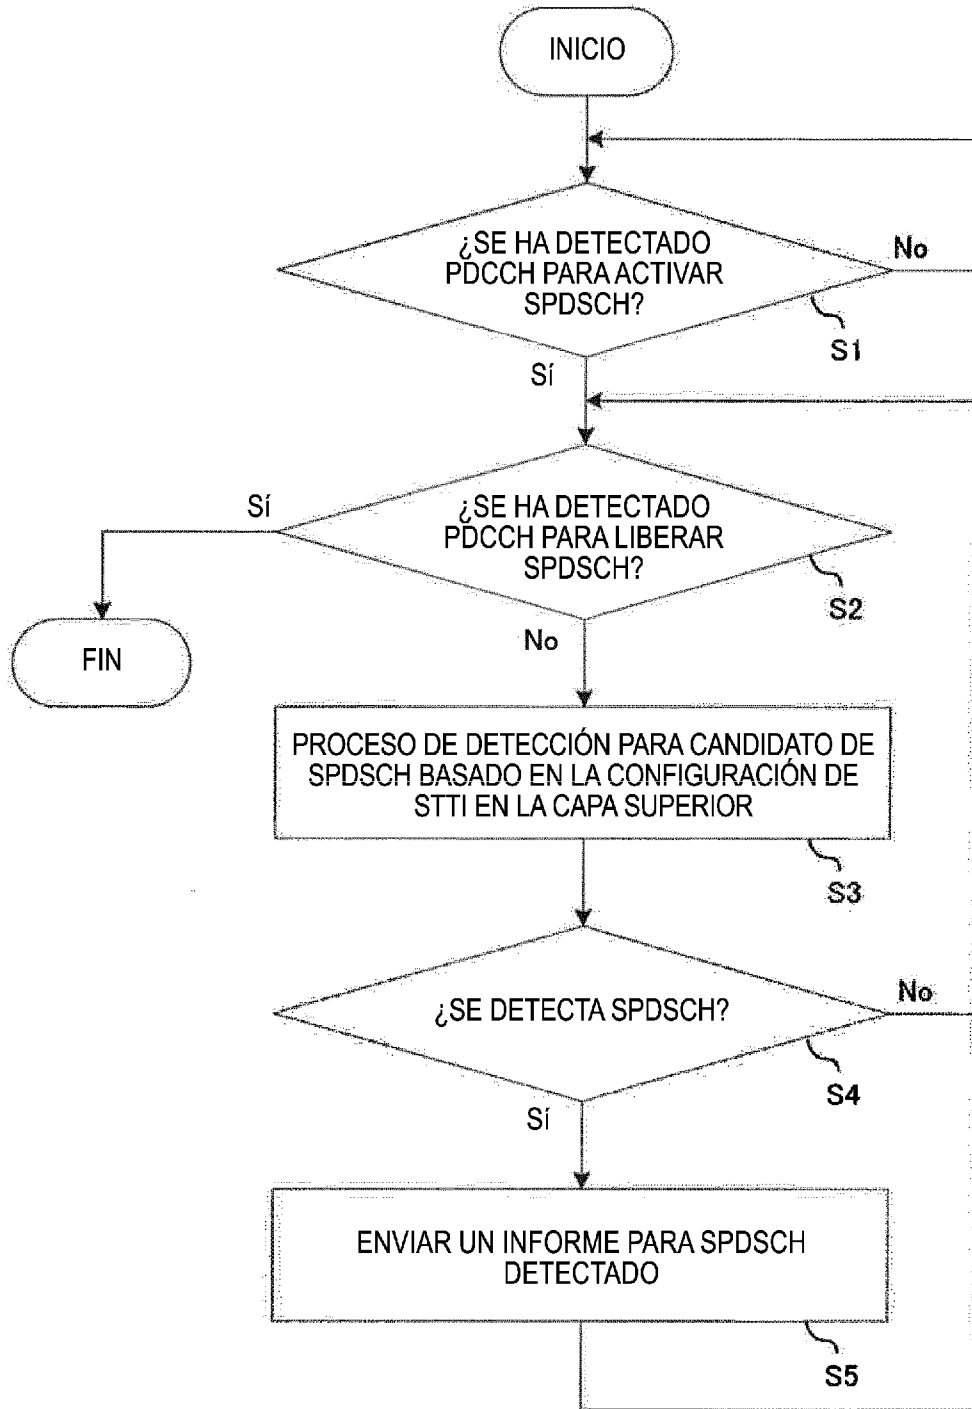 INICIO
¿SE HA DETECTADO
PDCCH PARA ACTIVAR
SPDSCH?
No
S1
Sí
¿SE HA DETECTADO
PDCCH PARA LIBERAR
SPDSCH?
Sí
S2
FIN
No
PROCESO DE DETECCIÓN PARA CANDIDATO DE
SPDSCH BASADO EN LA CONFIGURACIÓN DE
STTI EN LA CAPA SUPERIOR
S3
¿SE DETECTA SPDSCH?
No
S4
Sí
ENVIAR UN INFORME PARA SPDSCH
DETECTADO
S5